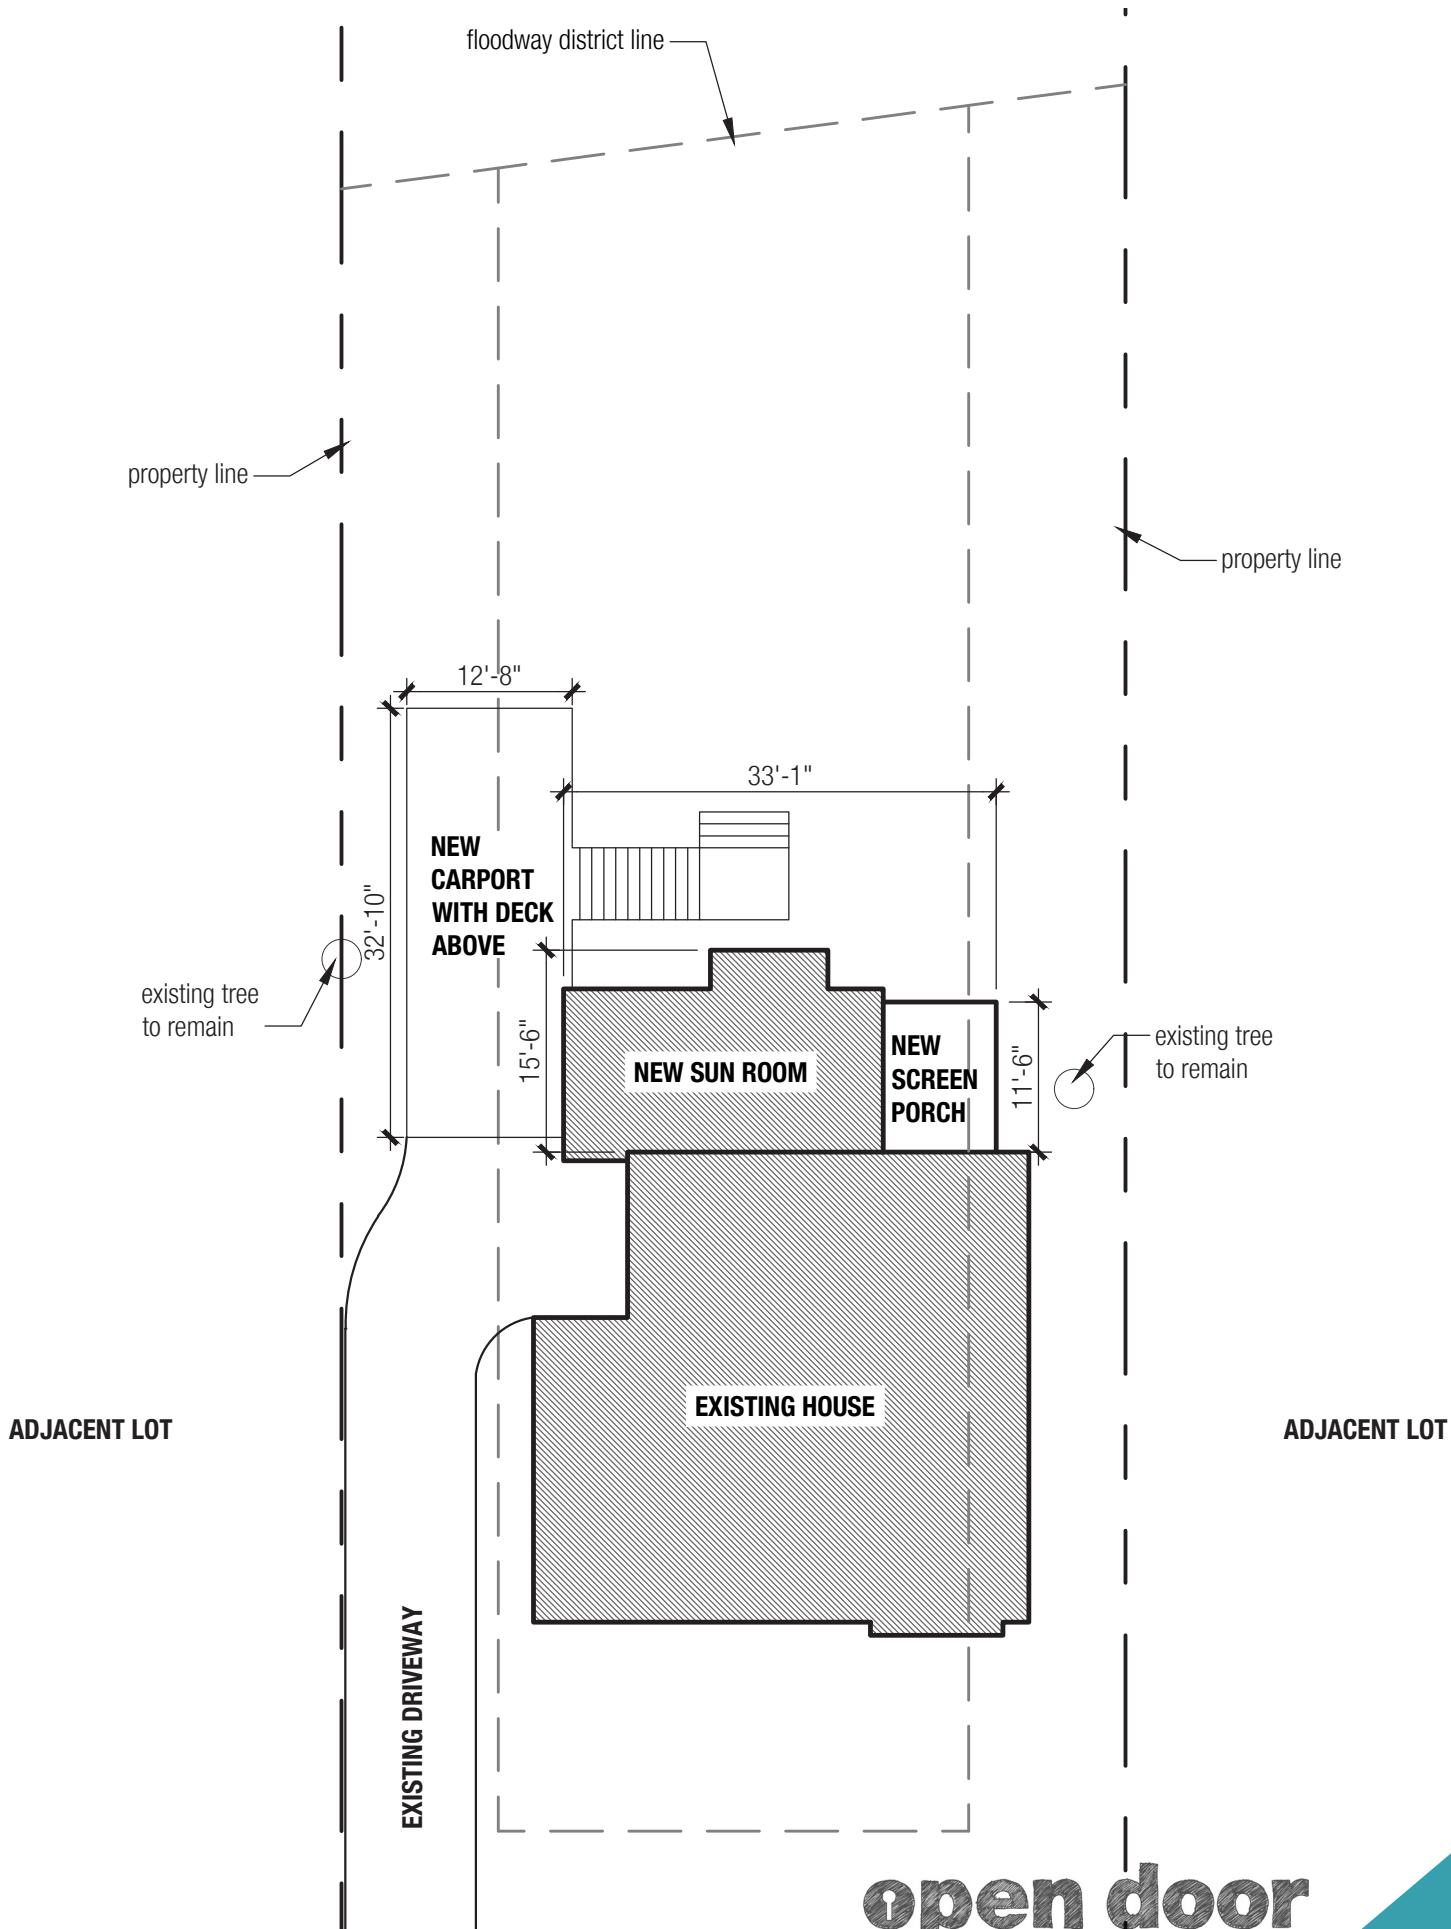 floodway district line
property line
property line
12'-8"
33'-1"
NEW
CARPORT
WITH DECK
ABOVE
32'-10"
existing tree
to remain
15'-6"
NEW SUN ROOM
NEW
SCREEN
PORCH
11'-6"
existing tree
to remain
EXISTING HOUSE
ADJACENT LOT
ADJACENT LOT
EXISTING DRIVEWAY
open door